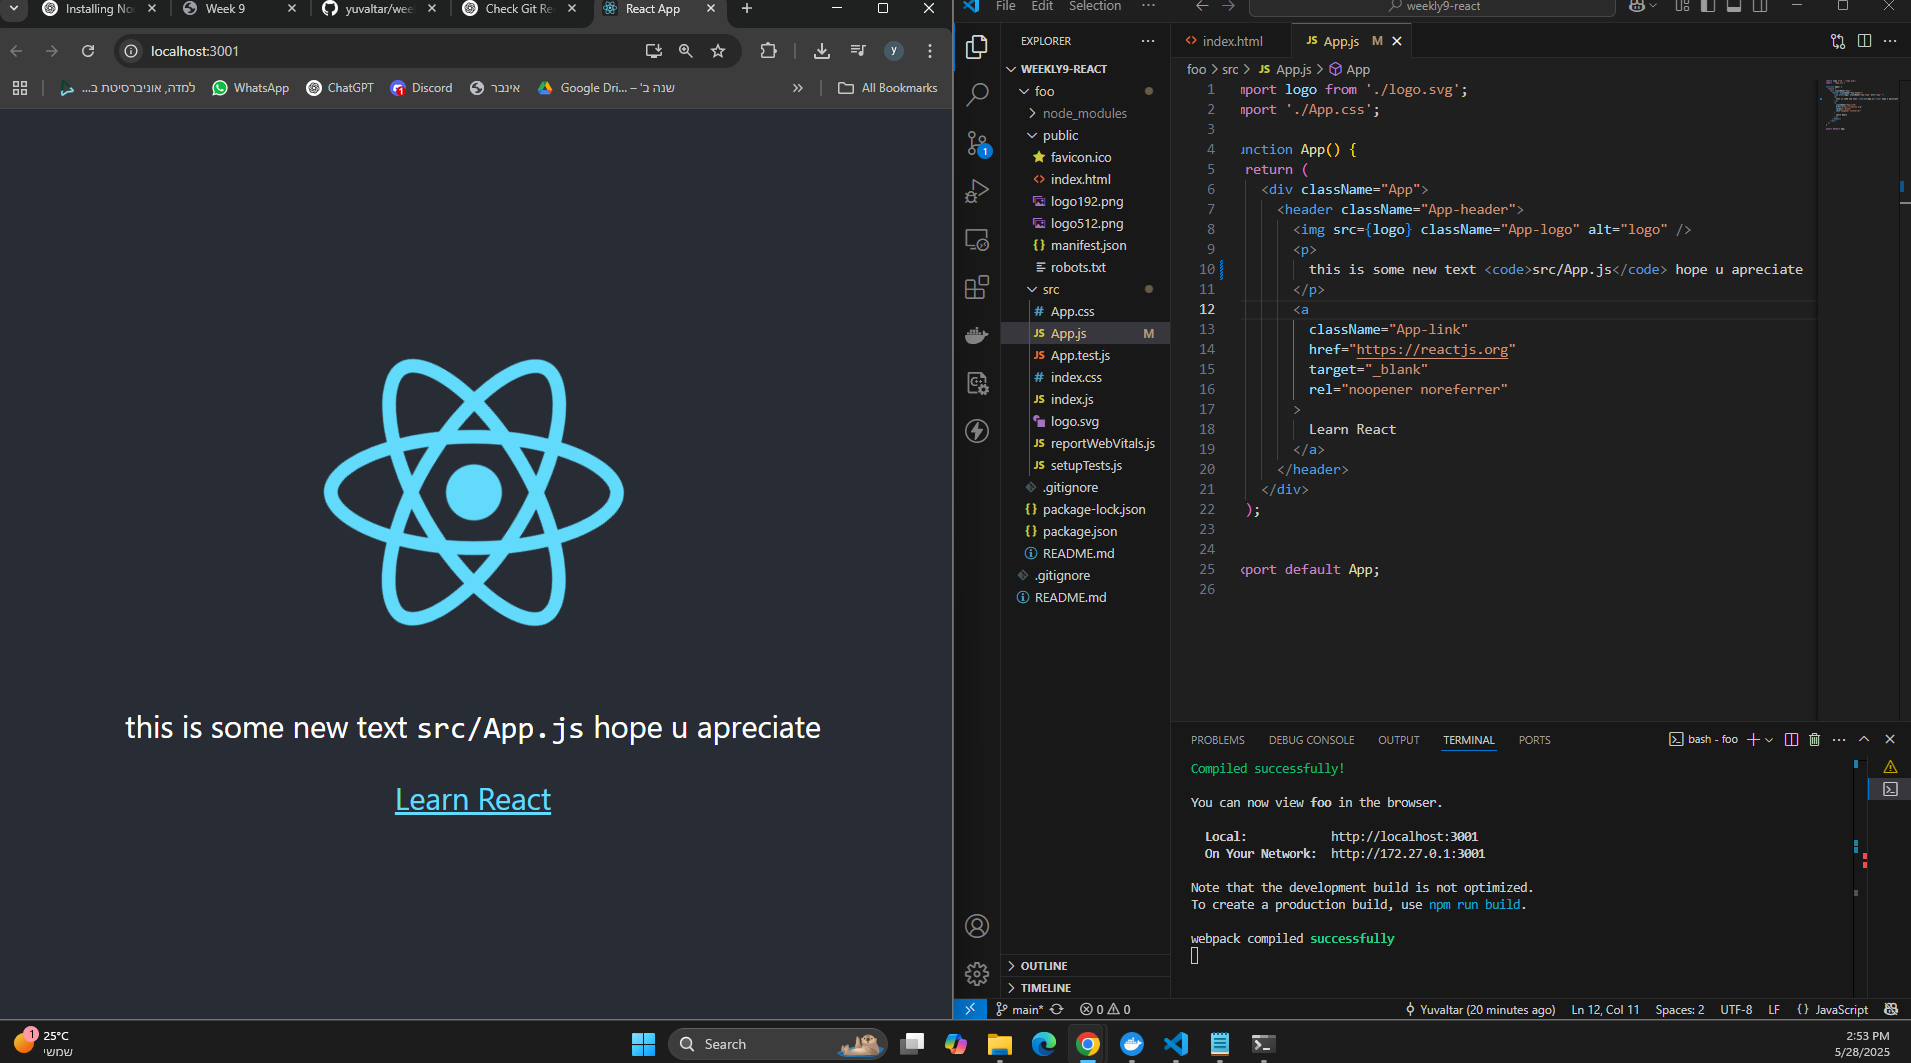 Installing No
Week 9
yuvaltar/wee
Check Git Re
React App
localhost:3001
y
למדה, אוניברסיטת ב...
WhatsApp
ChatGPT
Discord
אינבר
Google Dri... – 'שנה ב
All Bookmarks
this is some new text src/App.js hope u apreciate
Learn React
File Edit Selection
weekly9-react
EXPLORER
WEEKLY9-REACT
foo
node_modules
public
favicon.ico
index.html
logo192.png
logo512.png
manifest.json
robots.txt
src
App.css
App.js M
App.test.js
index.css
index.js
logo.svg
reportWebVitals.js
setupTests.js
.gitignore
package-lock.json
package.json
README.md
.gitignore
README.md
OUTLINE
TIMELINE
1
index.html
JS App.js M
foo > src > JS App.js > App
1 mport logo from './logo.svg';
2 mport './App.css';
3
4 unction App() {
5 return (
6 <div className="App">
7 <header className="App-header">
8 <img src={logo} className="App-logo" alt="logo" />
9 <p>
10 this is some new text <code>src/App.js</code> hope u apreciate
11 </p>
12 <a
13 className="App-link"
14 href="https://reactjs.org"
15 target="_blank"
16 rel="noopener noreferrer"
17 >
18 Learn React
19 </a>
20 </header>
21 </div>
22 );
23
24
25 xport default App;
26
PROBLEMS DEBUG CONSOLE OUTPUT TERMINAL PORTS
bash - foo
Compiled successfully!
You can now view foo in the browser.
Local: http://localhost:3001
On Your Network: http://172.27.0.1:3001
Note that the development build is not optimized.
To create a production build, use npm run build.
webpack compiled successfully
main* 0 0
Yuvaltar (20 minutes ago) Ln 12, Col 11 Spaces: 2 UTF-8 LF {} JavaScript
1
25°C
שמשי
Search
2:53 PM
5/28/2025